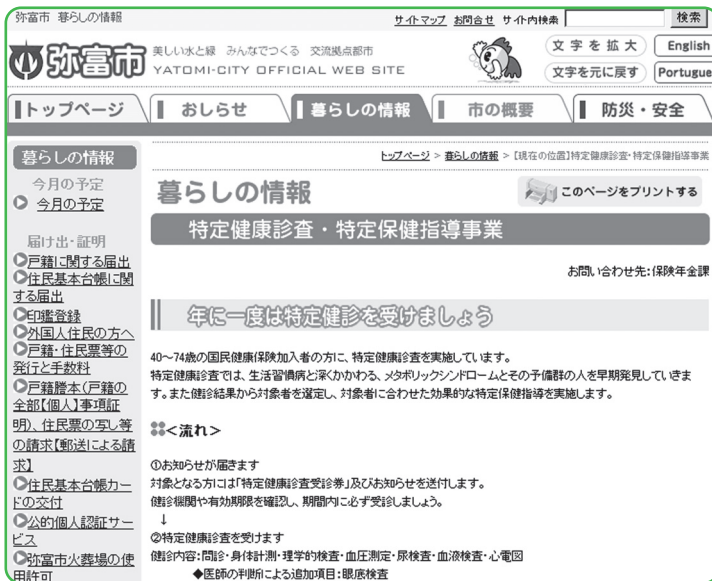 弥富市 暮らしの情報
サイトマップ お問合せ サイト内検索 検索
弥富市
美しい水と緑 みんなでつくる 交流拠点都市
YATOMI-CITY OFFICIAL WEB SITE
文字を拡大 English
文字を元に戻す Portugue
トップページ おしらせ 暮らしの情報 市の概要 防災・安全
トップページ > 暮らしの情報 > 【現在の位置】特定健康診査・特定保健指導事業
暮らしの情報
今月の予定
今月の予定
届け出・証明
戸籍に関する届出
住民基本台帳に関
する届出
印鑑登録
外国人住民の方へ
戸籍・住民票等の
発行と手数料
戸籍謄本(戸籍の
全部【個人】事項証
明)、住民票の写し等
の請求【郵送による請
求】
住民基本台帳カー
ドの交付
公的個人認証サー
ビス
弥富市火葬場の使
用許可
暮らしの情報
このページをプリントする
特定健康診査・特定保健指導事業
お問い合わせ先:保険年金課
年に一度は特定健診を受けましょう
40～74歳の国民健康保険加入者の方に、特定健康診査を実施しています。
特定健康診査では、生活習慣病と深くかかわる、メタボリックシンドロームとその予備群の人を早期発見していきま
す。また健診結果から対象者を選定し、対象者に合わせた効果的な特定保健指導を実施します。
<流れ>
①お知らせが届きます
対象となる方には「特定健康診査受診券」及びお知らせを送付します。
健診機関や有効期限を確認し、期間内に必ず受診しましょう。
↓
②特定健康診査を受けます
健診内容:問診・身体計測・理学的検査・血圧測定・尿検査・血液検査・心電図
◆医師の判断による追加項目:眼底検査